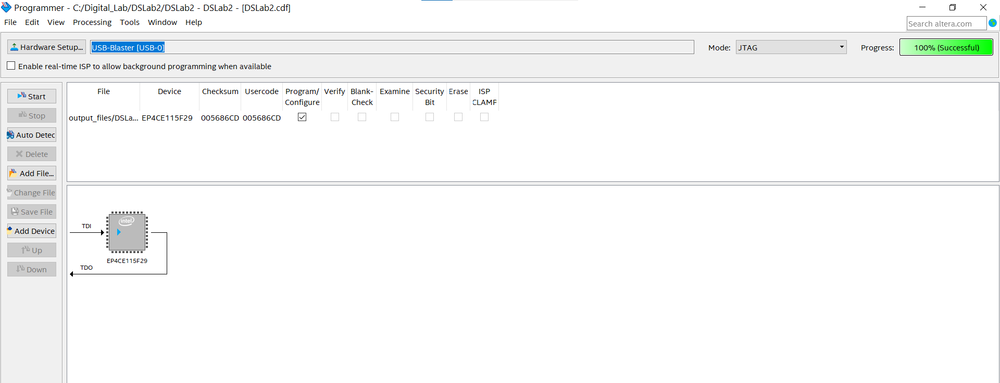 Programmer - C:/Digital_Lab/DSLab2/DSLab2 - DSLab2 - [DSLab2.cdf]
File Edit View Processing Tools Window Help
Search altera.com
Hardware Setup... USB-Blaster [USB-0] Mode: JTAG Progress: 100% (Successful)
Enable real-time ISP to allow background programming when available
Start
Stop
Auto Detec
Delete
Add File...
Change File
Save File
Add Device
Up
Down
File Device Checksum Usercode Program/ Configure Verify Blank- Check Examine Security Bit Erase ISP CLAMP
output_files/DSLa... EP4CE115F29 005686CD 005686CD
TDI
intel
EP4CE115F29
TDO